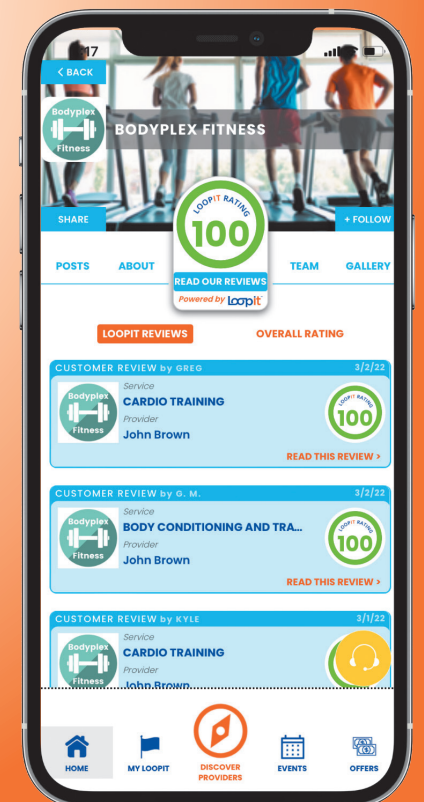 17
< BACK
Bodyplex
Fitness
BODYPLEX FITNESS
SHARE
LOOPIT RATING
100
+ FOLLOW
POSTS
ABOUT
READ OUR REVIEWS
TEAM
GALLERY
Powered by Loopit
LOOPIT REVIEWS
OVERALL RATING
CUSTOMER REVIEW by GREG
3/2/22
Bodyplex
Fitness
Service
CARDIO TRAINING
Provider
John Brown
LOOPIT RATING
100
READ THIS REVIEW >
CUSTOMER REVIEW by G. M.
3/2/22
Bodyplex
Fitness
Service
BODY CONDITIONING AND TRA...
Provider
John Brown
LOOPIT RATING
100
READ THIS REVIEW >
CUSTOMER REVIEW by KYLE
3/1/22
Bodyplex
Fitness
Service
CARDIO TRAINING
Provider
John Brown
HOME
MY LOOPIT
DISCOVER
PROVIDERS
EVENTS
OFFERS